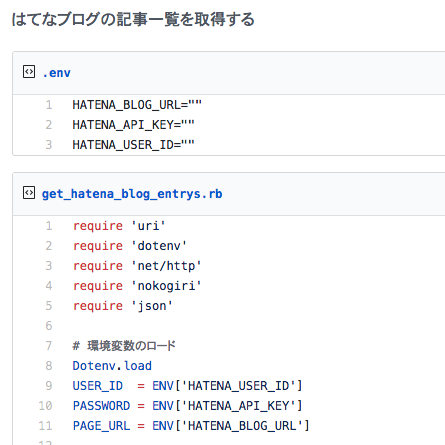 はてなブログの記事一覧を取得する
.env
1 HATENA_BLOG_URL=""
2 HATENA_API_KEY=""
3 HATENA_USER_ID=""
get_hatena_blog_entrys.rb
1 require 'uri'
2 require 'dotenv'
3 require 'net/http'
4 require 'nokogiri'
5 require 'json'
6
7 # 環境変数のロード
8 Dotenv.load
9 USER_ID  = ENV['HATENA_USER_ID']
10 PASSWORD = ENV['HATENA_API_KEY']
11 PAGE_URL = ENV['HATENA_BLOG_URL']